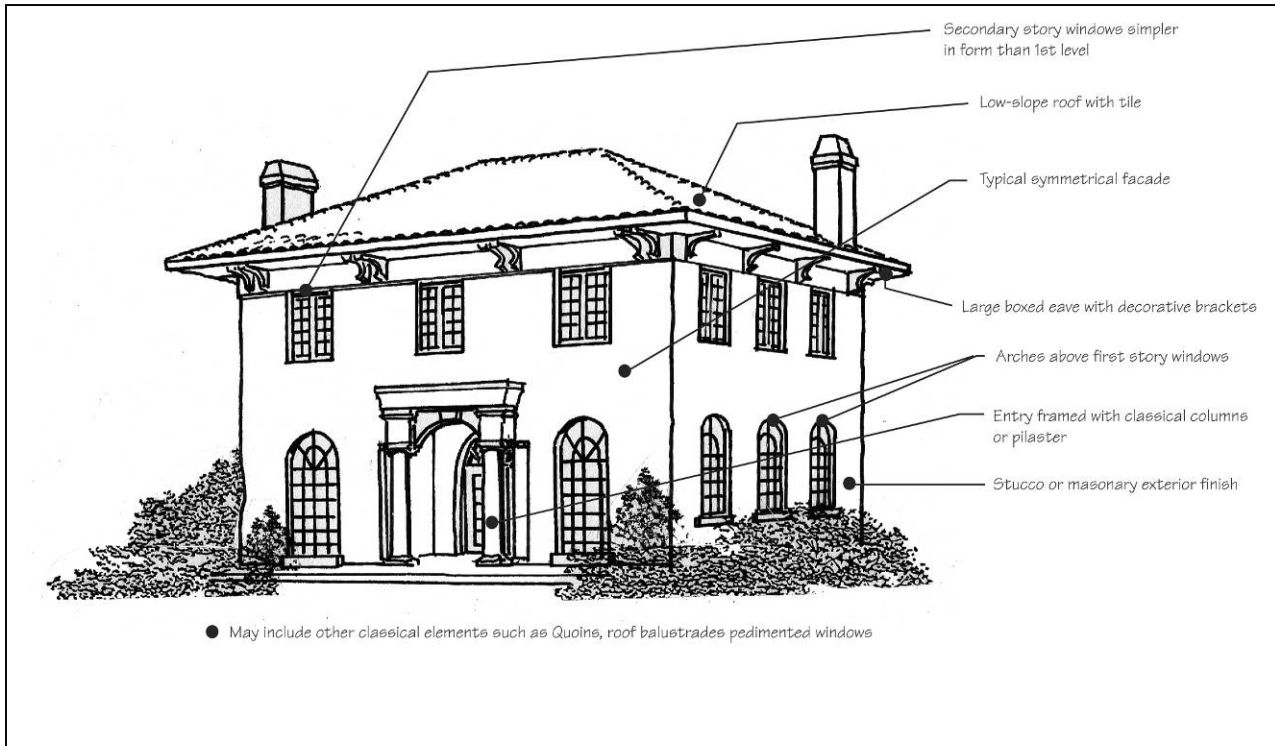 Secondary story windows simpler
in form than 1st level
Low-slope roof with tile
Typical symmetrical facade
Large boxed eave with decorative brackets
Arches above first story windows
Entry framed with classical columns
or pilaster
Stucco or masonary exterior finish
May include other classical elements such as Quoins, roof balustrades pedimented windows